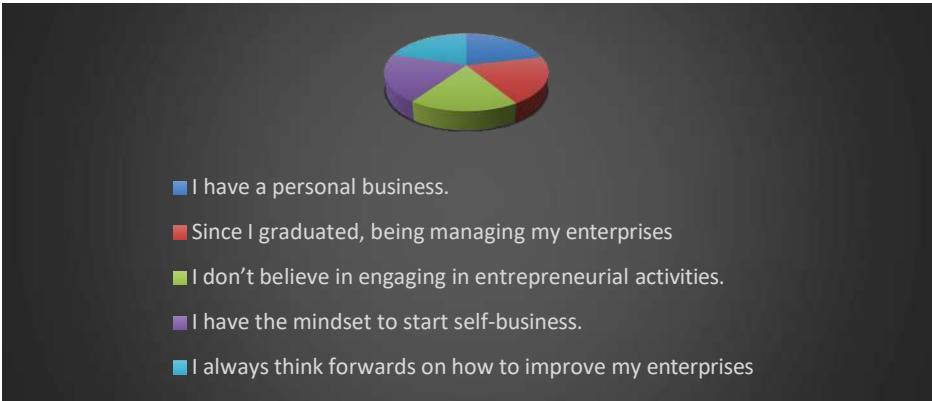 I have a personal business.
Since I graduated, being managing my enterprises
I don’t believe in engaging in entrepreneurial activities.
I have the mindset to start self-business.
I always think forwards on how to improve my enterprises